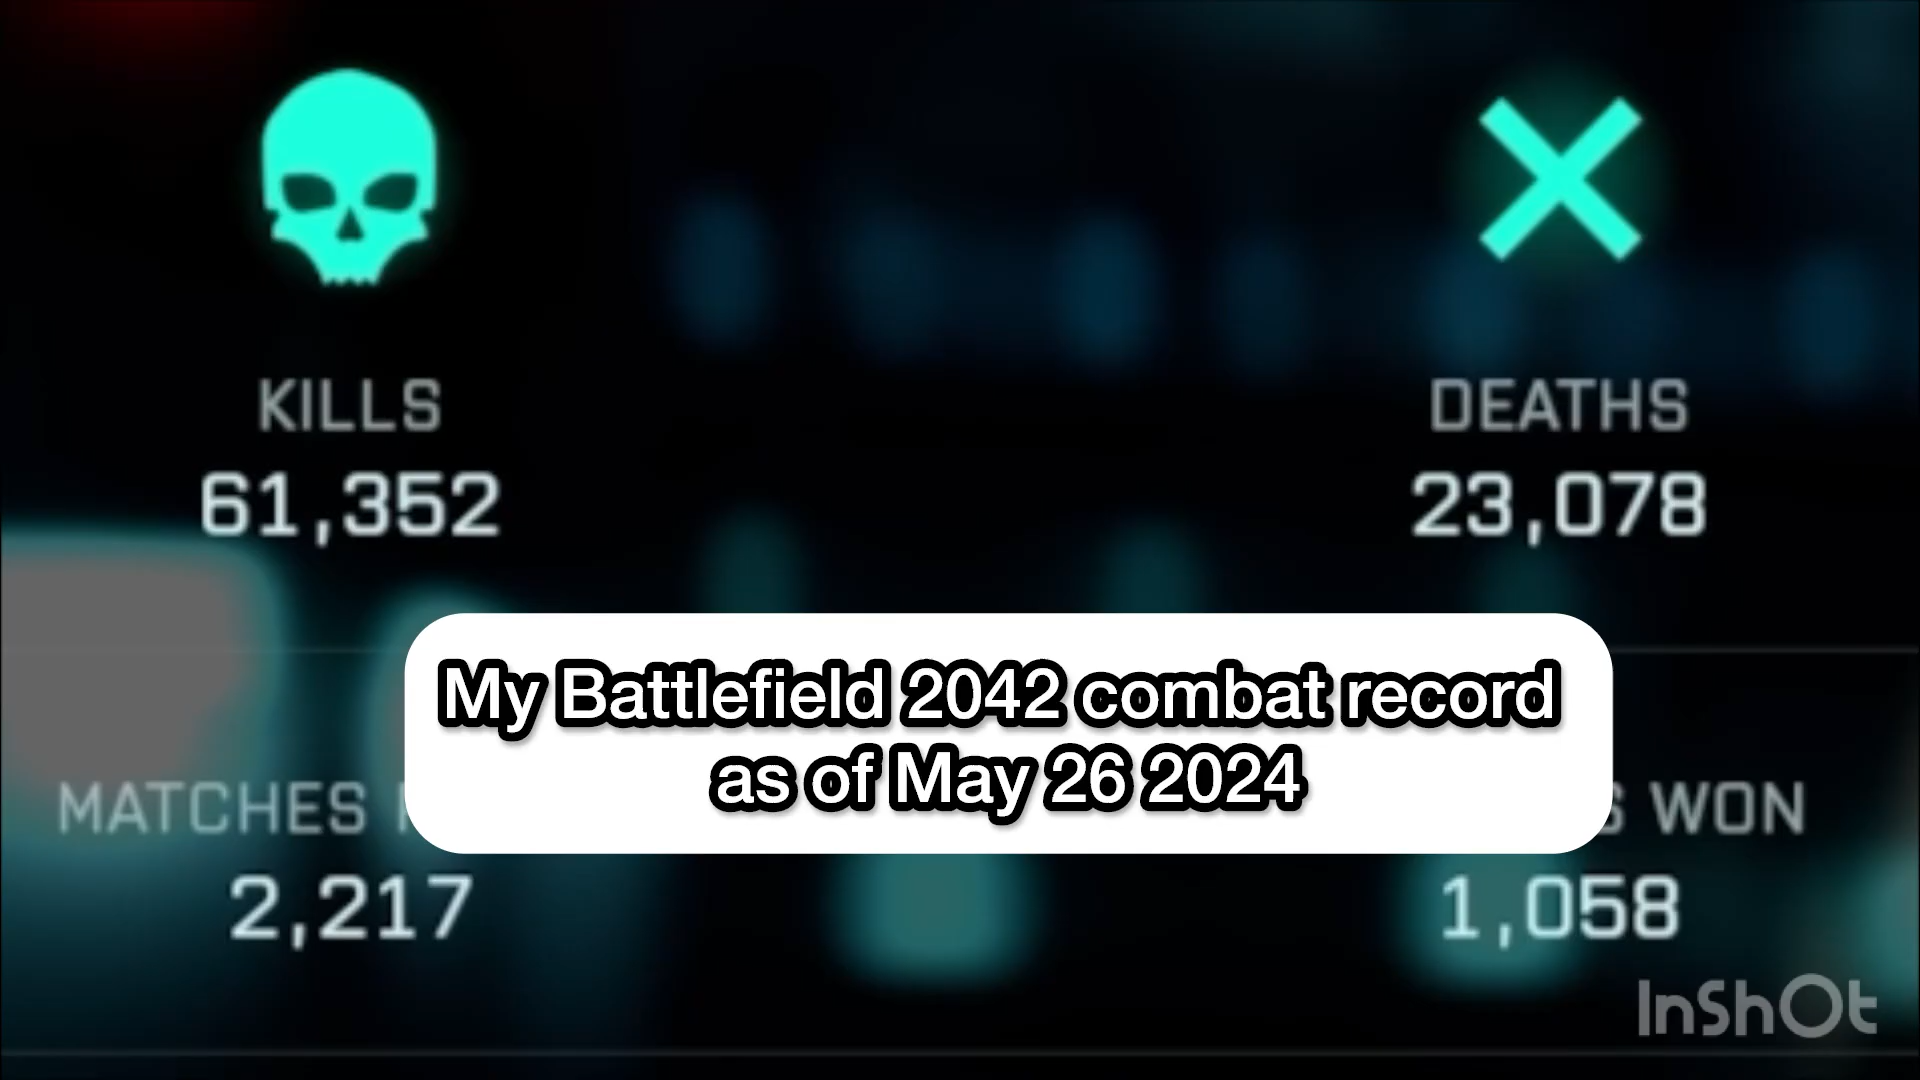 KILLS
61,352
DEATHS
23,078
My Battlefield 2042 combat record
as of May 26 2024
MATCHES
2,217
WON
1,058
InShOt